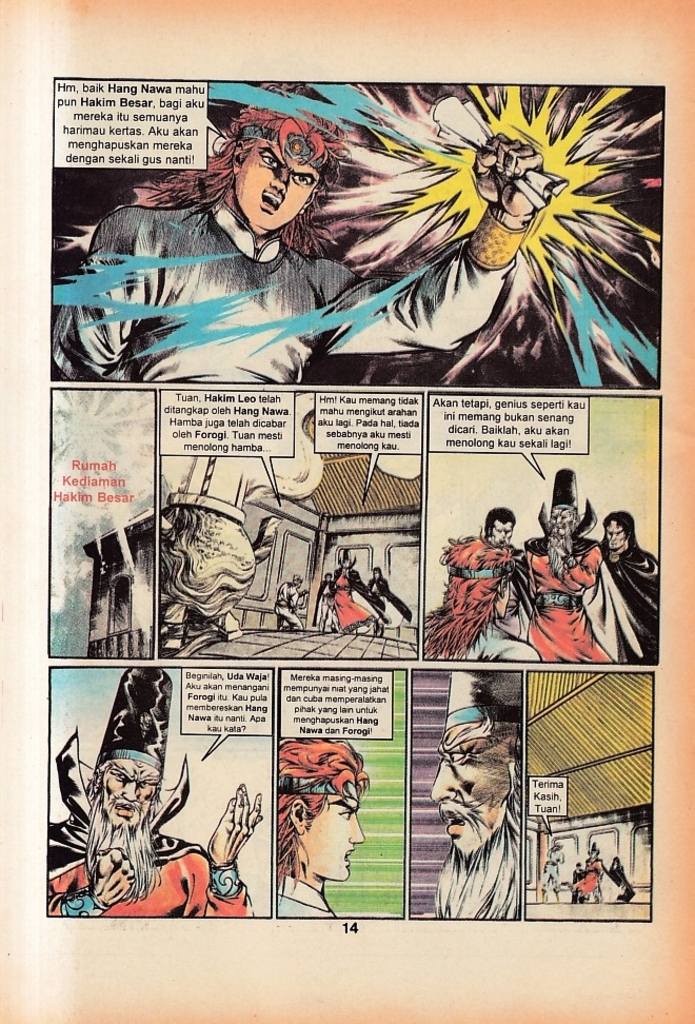 Hm, baik Hang Nawa mahu
pun Hakim Besar, bagi aku
mereka itu semuanya
harimau kertas. Aku akan
menghapuskan mereka
dengan sekali gus nanti!
Rumah
Kediaman
Hakim Besar
Tuan, Hakim Leo telah
ditangkap oleh Hang Nawa.
Hamba juga telah dicabar
oleh Forogi. Tuan mesti
menolong hamba...
Hm! Kau memang tidak
mahu mengikut arahan
aku lagi. Pada hal, tiada
sebabnya aku mesti
menolong kau.
Akan tetapi, genius seperti kau
ini memang bukan senang
dicari. Baiklah, aku akan
menolong kau sekali lagi!
Beginilah, Uda Waja!
Aku akan menangani
Forogi itu. Kau pula
membereskan Hang
Nawa itu nanti. Apa
kau kata?
Mereka masing-masing
mempunyai niat yang jahat
dan cuba memperalatkan
pihak yang lain untuk
menghapuskan Hang
Nawa dan Forogi!
Terima
Kasih,
Tuan!
14